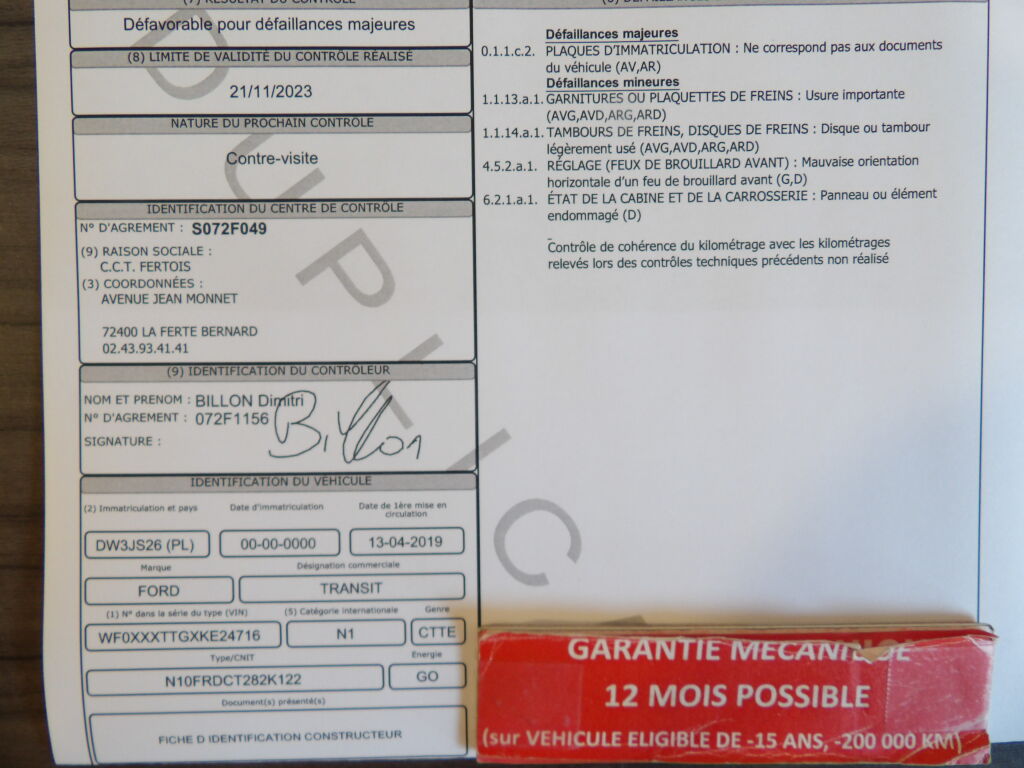 (7) RÉSULTAT DU CONTRÔLE
Défavorable pour défaillances majeures
(8) LIMITE DE VALIDITÉ DU CONTRÔLE RÉALISÉ
21/11/2023
NATURE DU PROCHAIN CONTRÔLE
Contre-visite
IDENTIFICATION DU CENTRE DE CONTRÔLE
N° D'AGREMENT : S072F049
(9) RAISON SOCIALE :
C.C.T. FERTOIS
(3) COORDONNÉES :
AVENUE JEAN MONNET
72400 LA FERTE BERNARD
02.43.93.41.41
(9) IDENTIFICATION DU CONTRÔLEUR
NOM ET PRENOM : BILLON Dimitri
N° D'AGREMENT : 072F1156
SIGNATURE :
Billon
IDENTIFICATION DU VÉHICULE
(2) Immatriculation et pays Date d'immatriculation Date de 1ère mise en
circulation
DW3JS26 (PL) 00-00-0000 13-04-2019
Marque Désignation commerciale
FORD TRANSIT
(1) N° dans la série du type (VIN) (5) Catégorie internationale Genre
WF0XXXTTGXKE24716 N1 CTTE
Type/CNIT Energie
N10FRDCT282K122 GO
Document(s) présenté(s)
FICHE D IDENTIFICATION CONSTRUCTEUR
Défaillances majeures
0.1.1.c.2. PLAQUES D'IMMATRICULATION : Ne correspond pas aux documents
du véhicule (AV,AR)
Défaillances mineures
1.1.13.a.1. GARNITURES OU PLAQUETTES DE FREINS : Usure importante
(AVG,AVD,ARG,ARD)
1.1.14.a.1. TAMBOURS DE FREINS, DISQUES DE FREINS : Disque ou tambour
légèrement usé (AVG,AVD,ARG,ARD)
4.5.2.a.1. RÉGLAGE (FEUX DE BROUILLARD AVANT) : Mauvaise orientation
horizontale d'un feu de brouillard avant (G,D)
6.2.1.a.1. ÉTAT DE LA CABINE ET DE LA CARROSSERIE : Panneau ou élément
endommagé (D)
Contrôle de cohérence du kilométrage avec les kilométrages
relevés lors des contrôles techniques précédents non réalisé
DUPLIC
GARANTIE MECANIQUE
12 MOIS POSSIBLE
(sur VEHICULE ELIGIBLE DE -15 ANS, -200 000 KM)